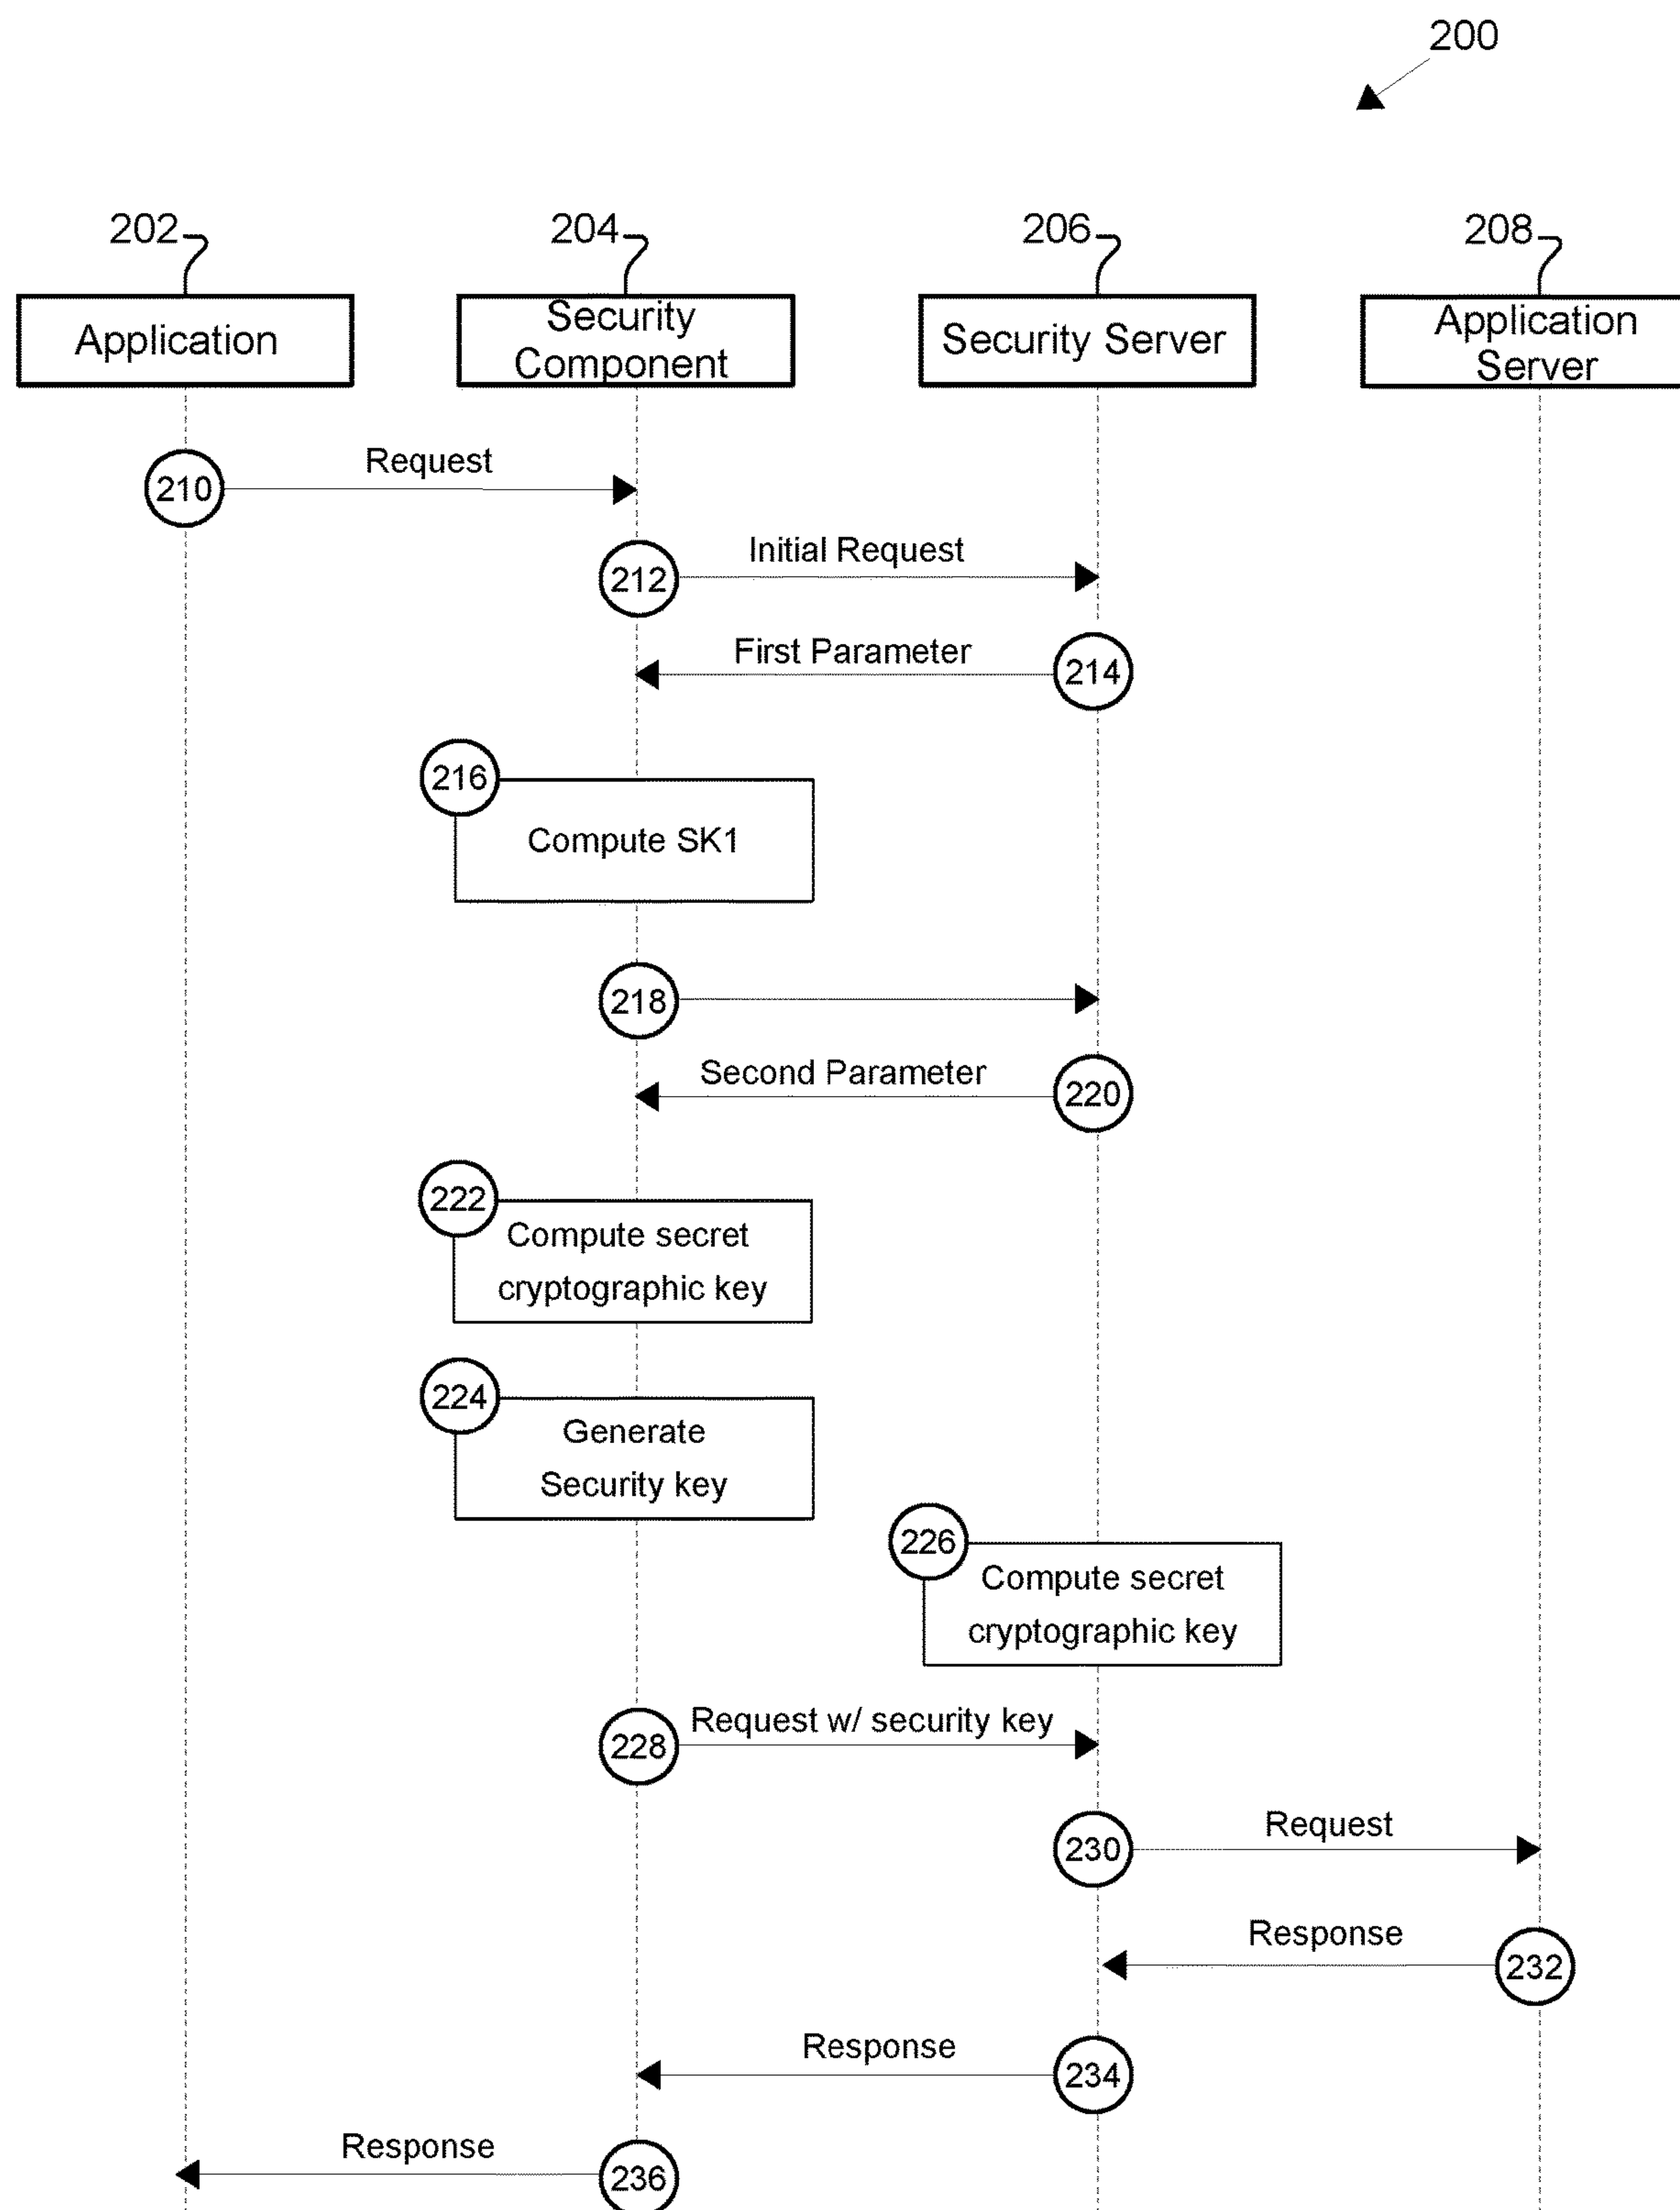 200
202
204
206
208
Application
Security
Component
Security Server
Application
Server
210
Request
212
Initial Request
First Parameter
214
216
Compute SK1
218
Second Parameter
220
222
Compute secret
cryptographic key
224
Generate
Security key
226
Compute secret
cryptographic key
228
Request w/ security key
230
Request
Response
232
Response
234
Response
236